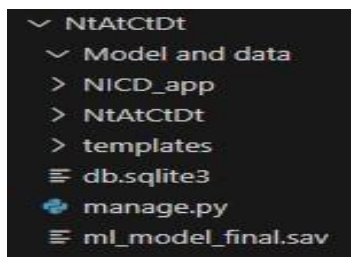 NtAtCtDt
Model and data
NICD_app
NtAtCtDt
templates
db.sqlite3
manage.py
ml_model_final.sav